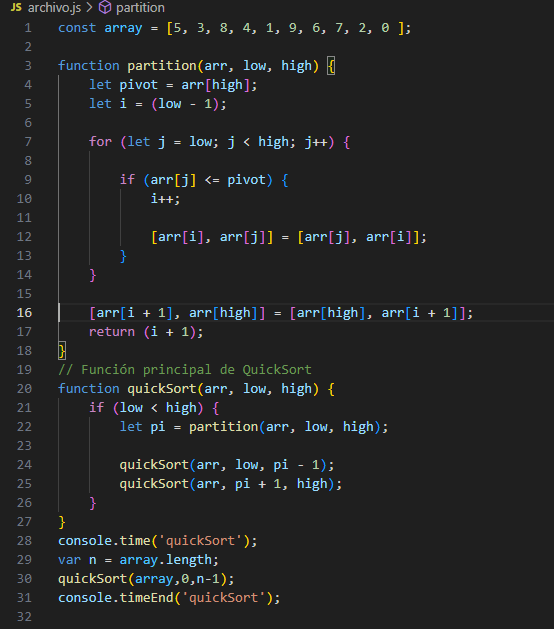 JS archivo.js > partition
1 const array = [5, 3, 8, 4, 1, 9, 6, 7, 2, 0 ];
2
3 function partition(arr, low, high) {
4     let pivot = arr[high];
5     let i = (low - 1);
6
7     for (let j = low; j < high; j++) {
8
9         if (arr[j] <= pivot) {
10             i++;
11
12             [arr[i], arr[j]] = [arr[j], arr[i]];
13         }
14     }
15
16     [arr[i + 1], arr[high]] = [arr[high], arr[i + 1]];
17     return (i + 1);
18 }
19 // Función principal de QuickSort
20 function quickSort(arr, low, high) {
21     if (low < high) {
22         let pi = partition(arr, low, high);
23
24         quickSort(arr, low, pi - 1);
25         quickSort(arr, pi + 1, high);
26     }
27 }
28 console.time('quickSort');
29 var n = array.length;
30 quickSort(array,0,n-1);
31 console.timeEnd('quickSort');
32